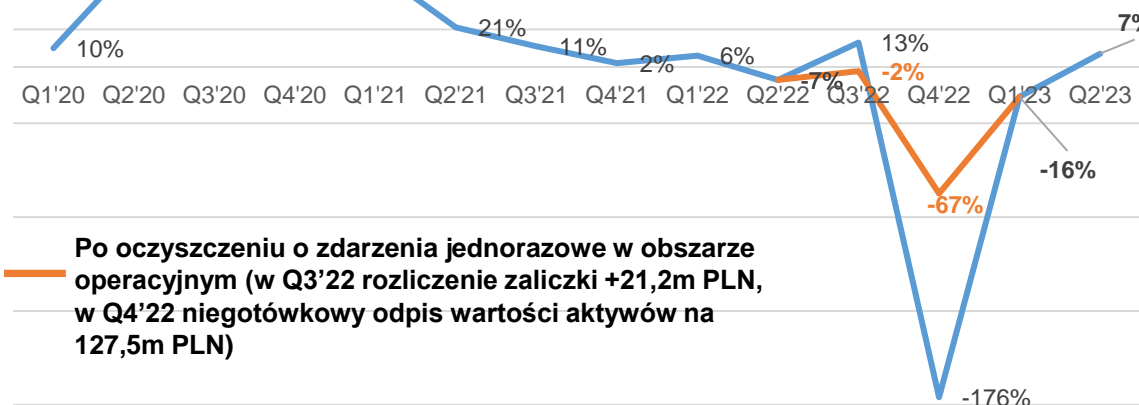 7%
10%
21%
11%
2%
6%
-7%
13%
-2%
Q1'20 Q2'20 Q3'20 Q4'20 Q1'21 Q2'21 Q3'21 Q4'21 Q1'22 Q2'22 Q3'22 Q4'22 Q1'23 Q2'23
-16%
-67%
Po oczyszczeniu o zdarzenia jednorazowe w obszarze
operacyjnym (w Q3’22 rozliczenie zaliczki +21,2m PLN,
w Q4’22 niegotówkowy odpis wartości aktywów na
127,5m PLN)
-176%